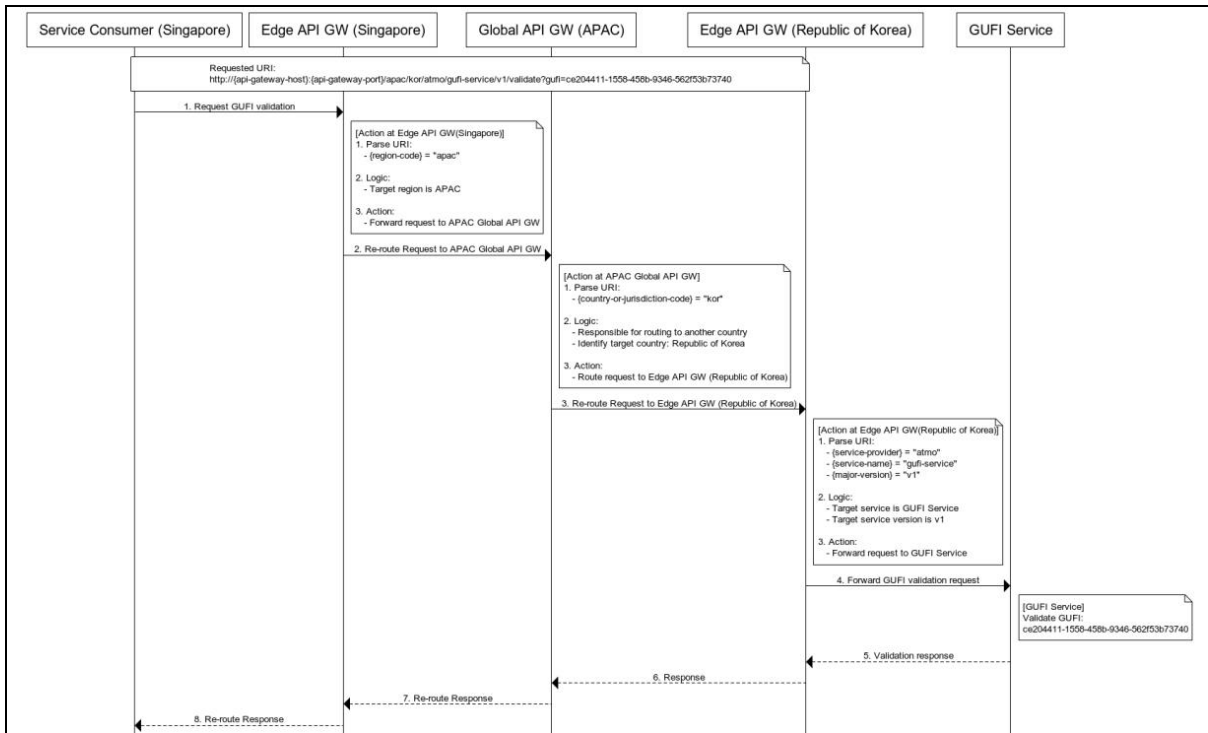 Service Consumer (Singapore)
Edge API GW (Singapore)
Global API GW (APAC)
Edge API GW (Republic of Korea)
GUFI Service
Requested URI:
http://{api-gateway-host}:{api-gateway-port}/apac/kor/atmo/gufi-service/v1/validate?gufi=ce204411-1558-458b-9346-562f53b73740
1. Request GUFI validation
[Action at Edge API GW(Singapore)]
1. Parse URI:
- {region-code} = "apac"
2. Logic:
- Target region is APAC
3. Action:
- Forward request to APAC Global API GW
2. Re-route Request to APAC Global API GW
[Action at APAC Global API GW]
1. Parse URI:
- {country-or-jurisdiction-code} = "kor"
2. Logic:
- Responsible for routing to another country
- Identify target country: Republic of Korea
3. Action:
- Route request to Edge API GW (Republic of Korea)
3. Re-route Request to Edge API GW (Republic of Korea)
[Action at Edge API GW(Republic of Korea)]
1. Parse URI:
- {service-provider} = "atmo"
- {service-name} = "gufi-service"
- {major-version} = "v1"
2. Logic:
- Target service is GUFI Service
- Target service version is v1
3. Action:
- Forward request to GUFI Service
4. Forward GUFI validation request
[GUFI Service]
Validate GUFI:
ce204411-1558-458b-9346-562f53b73740
5. Validation response
6. Response
7. Re-route Response
8. Re-route Response